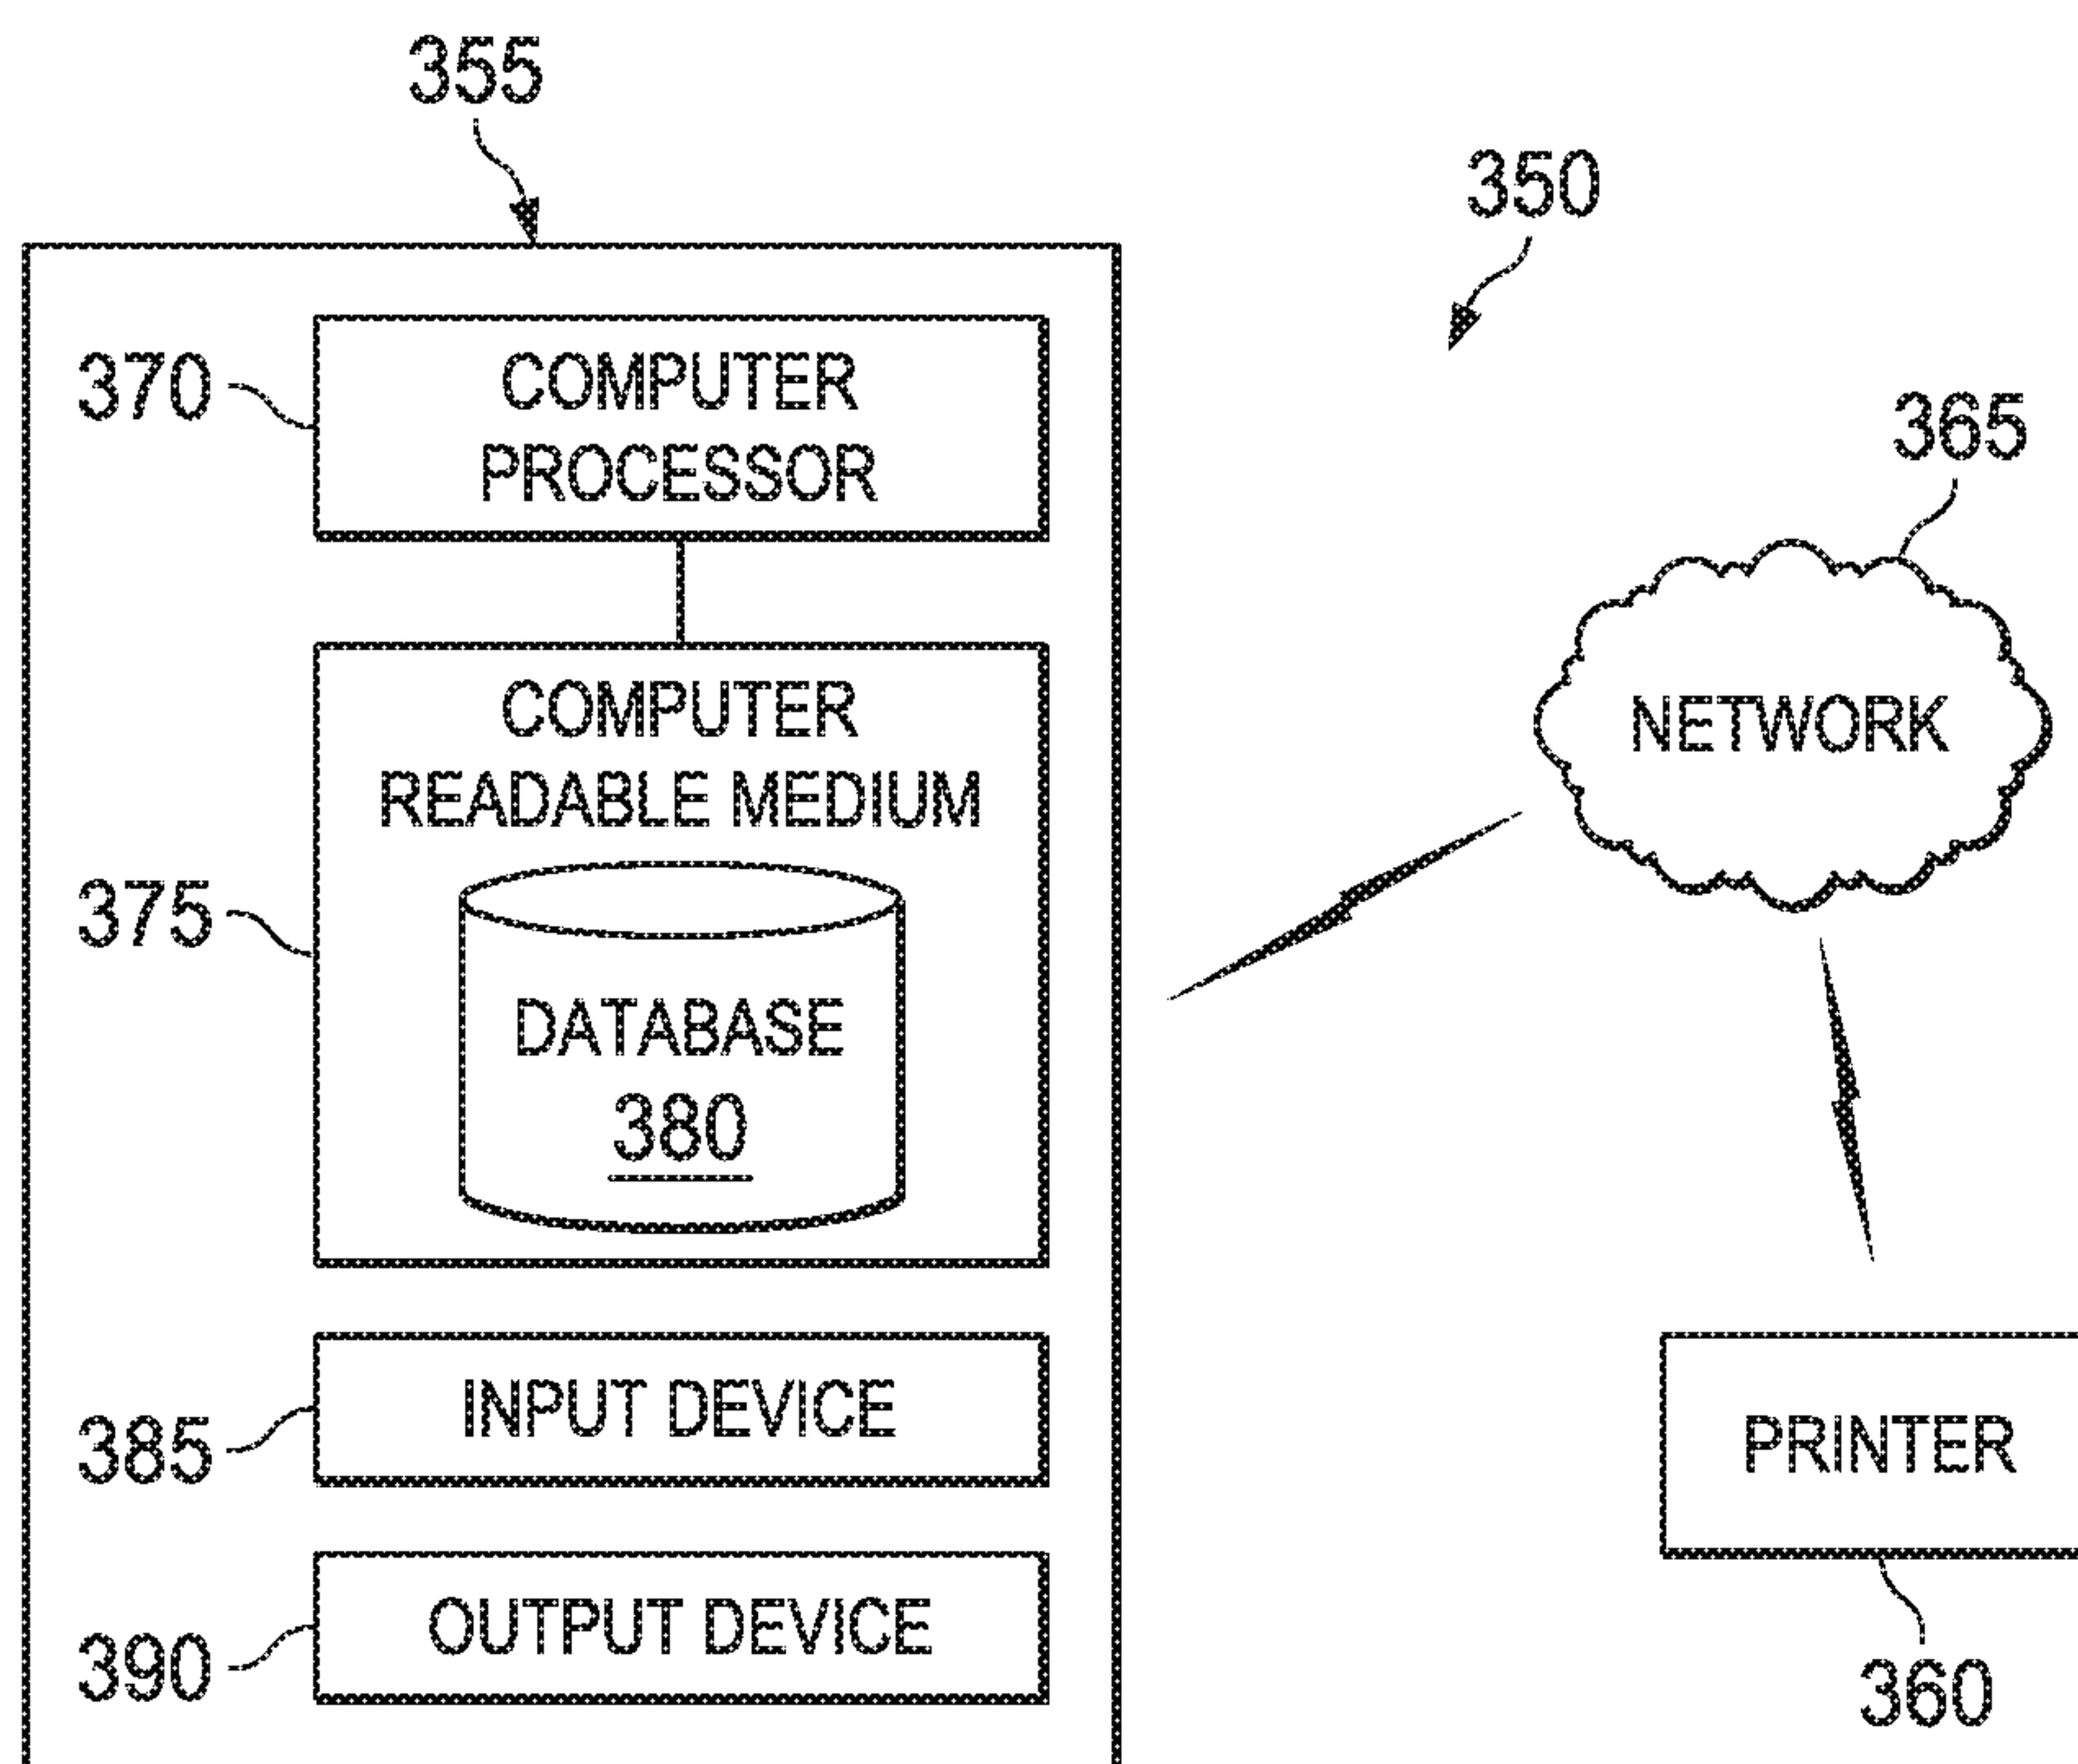 355
350
370
COMPUTER
PROCESSOR
365
COMPUTER
READABLE MEDIUM
NETWORK
375
DATABASE
380
385
INPUT DEVICE
PRINTER
390
OUTPUT DEVICE
360